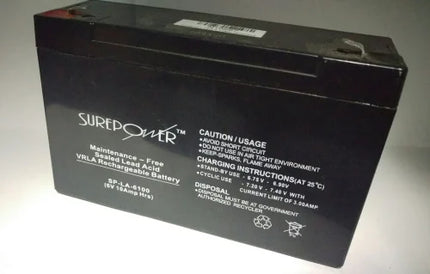 SUREPOWER™
Maintenance - Free
Sealed Lead Acid
VRLA Rechargeable Battery
SP-LA-6100
(6V 10Amp Hrs)
CAUTION / USAGE
●AVOID SHORT CIRCUIT
●DO NOT USE IN AIR TIGHT ENVIRONMENT
●KEEP-SPARKS, FLAME AWAY
CHARGING INSTRUCTIONS(AT 25°C)
●STAND-BY USE - 6.75 V - 6.90V
●CYCLIC USE - 7.20 V - 7.40 V WITH
CURRENT LIMIT OF 3.00AMP
DISPOSAL
●DISPOSAL MUST BE AT GOVERNMENT
AUTHORIZED RECYCLER
Pb